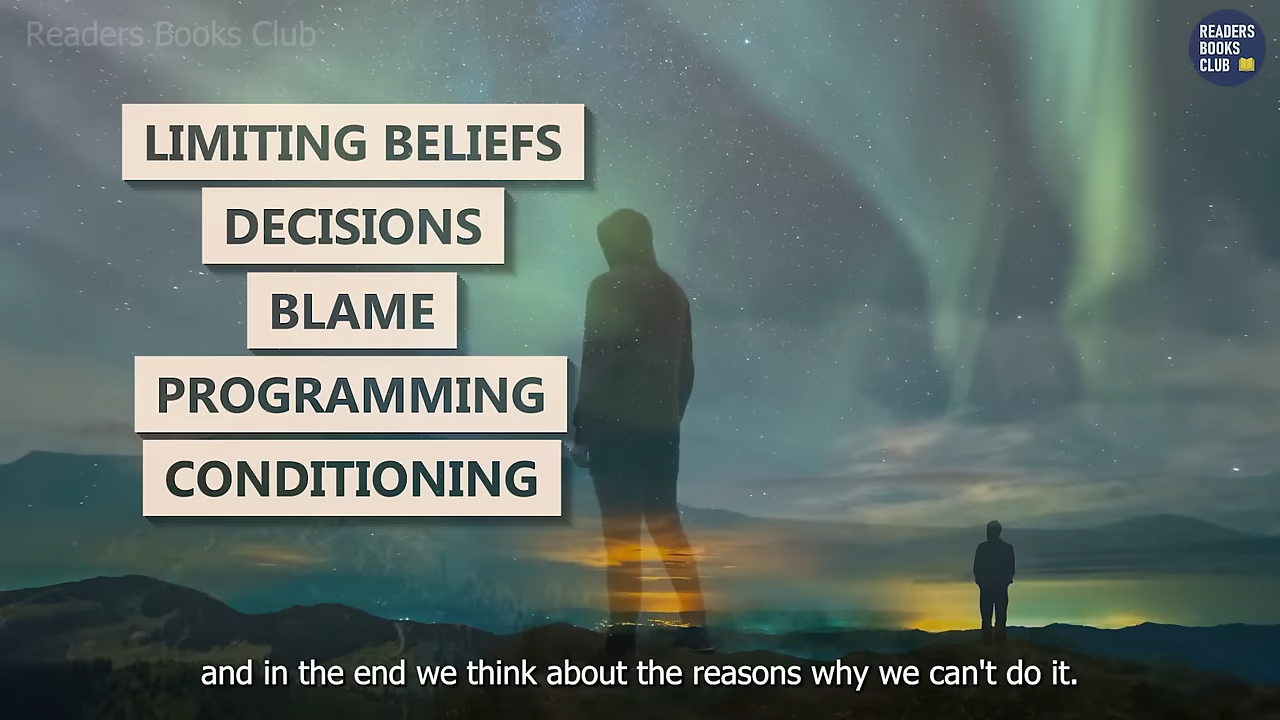 Readers Books Club
READERS
BOOKS
CLUB
LIMITING BELIEFS
DECISIONS
BLAME
PROGRAMMING
CONDITIONING
and in the end we think about the reasons why we can't do it.